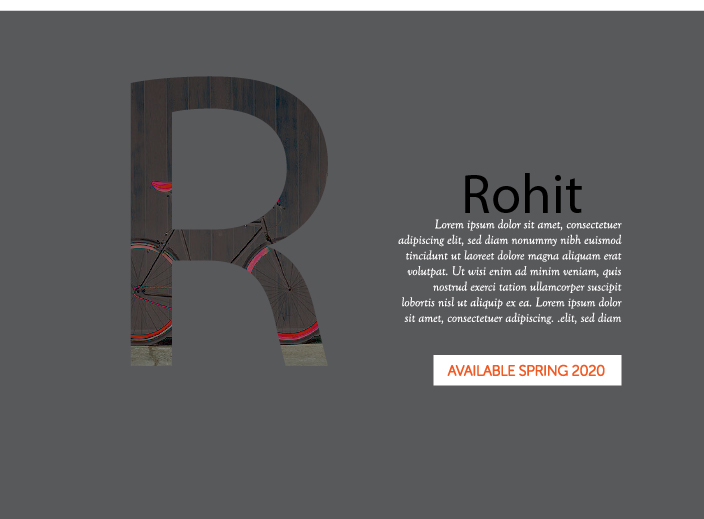 R
Rohit
Lorem ipsum dolor sit amet, consectetuer
adipiscing elit, sed diam nonummy nibh euismod
tincidunt ut laoreet dolore magna aliquam erat
volutpat. Ut wisi enim ad minim veniam, quis
nostrud exerci tation ullamcorper suscipit
lobortis nisl ut aliquip ex ea. Lorem ipsum dolor
sit amet, consectetuer adipiscing. .elit, sed diam
AVAILABLE SPRING 2020